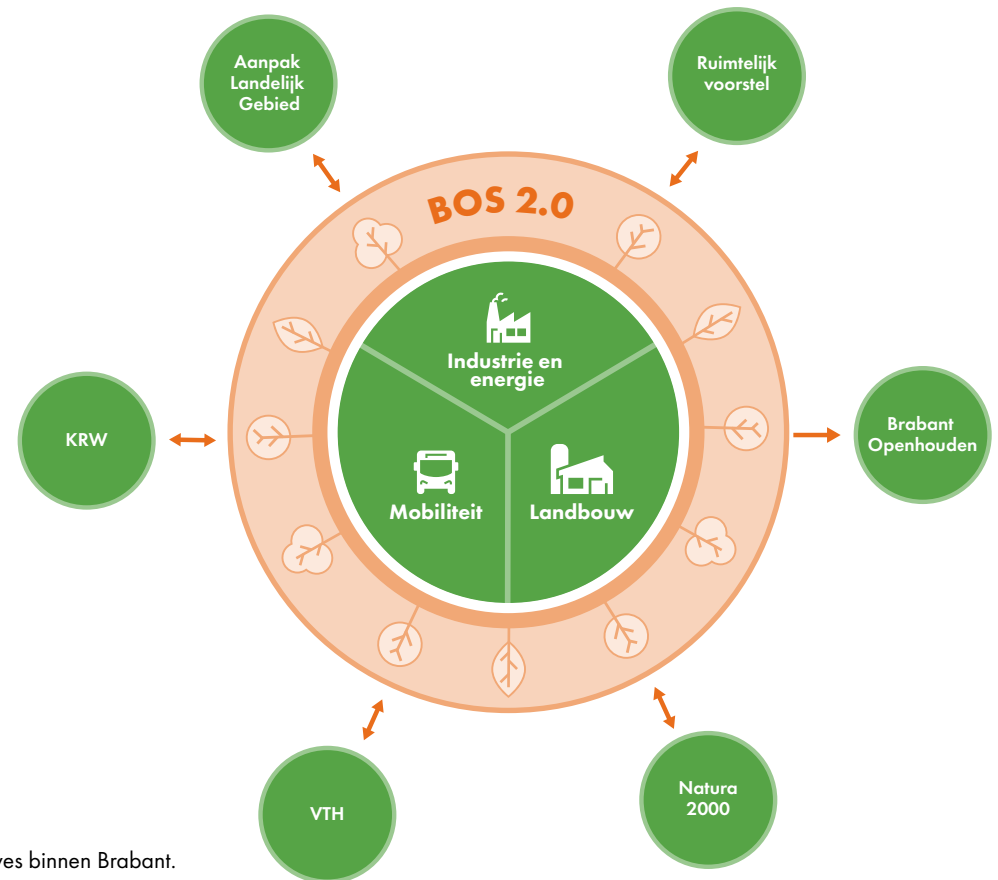 Aanpak
Landelijk
Gebied
Ruimtelijk
voorstel
BOS 2.0
Industrie en
energie
KRW
Brabant
Openhouden
Mobiliteit
Landbouw
Natura
2000
VTH
binnen Brabant.